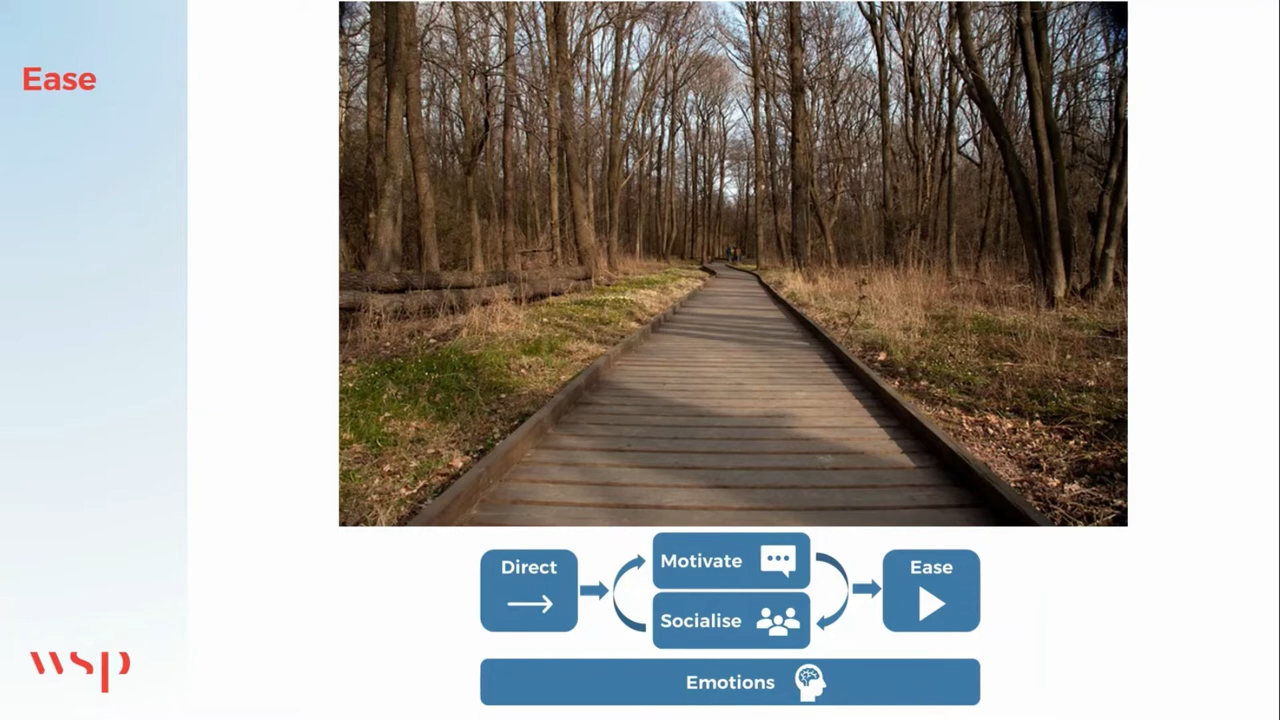 Ease
Direct
Motivate
Socialise
Ease
Emotions
wsp